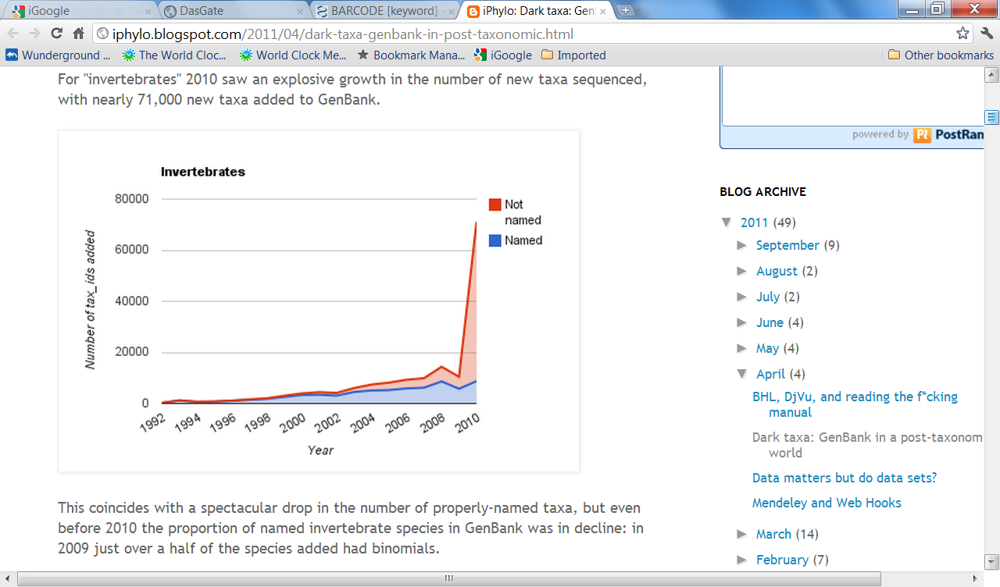 iGoogle
DasGate
BARCODE [keyword] -
iPhylo: Dark taxa: Gen
iphylo.blogspot.com/2011/04/dark-taxa-genbank-in-post-taxonomic.html
Wunderground ...
The World Cloc...
World Clock Me...
Bookmark Mana...
iGoogle
Imported
Other bookmarks
For "invertebrates" 2010 saw an explosive growth in the number of new taxa sequenced,
with nearly 71,000 new taxa added to GenBank.
Invertebrates
80000
60000
40000
20000
0
Number of tax_ids added
1992 1994 1996 1998 2000 2002 2004 2006 2008 2010
Year
Not
named
Named
This coincides with a spectacular drop in the number of properly-named taxa, but even
before 2010 the proportion of named invertebrate species in GenBank was in decline: in
2009 just over a half of the species added had binomials.
powered by PostRan
BLOG ARCHIVE
▼ 2011 (49)
► September (9)
► August (2)
► July (2)
► June (4)
► May (4)
▼ April (4)
BHL, DjVu, and reading the f*cking
manual
Dark taxa: GenBank in a post-taxonom
world
Data matters but do data sets?
Mendeley and Web Hooks
► March (14)
► February (7)